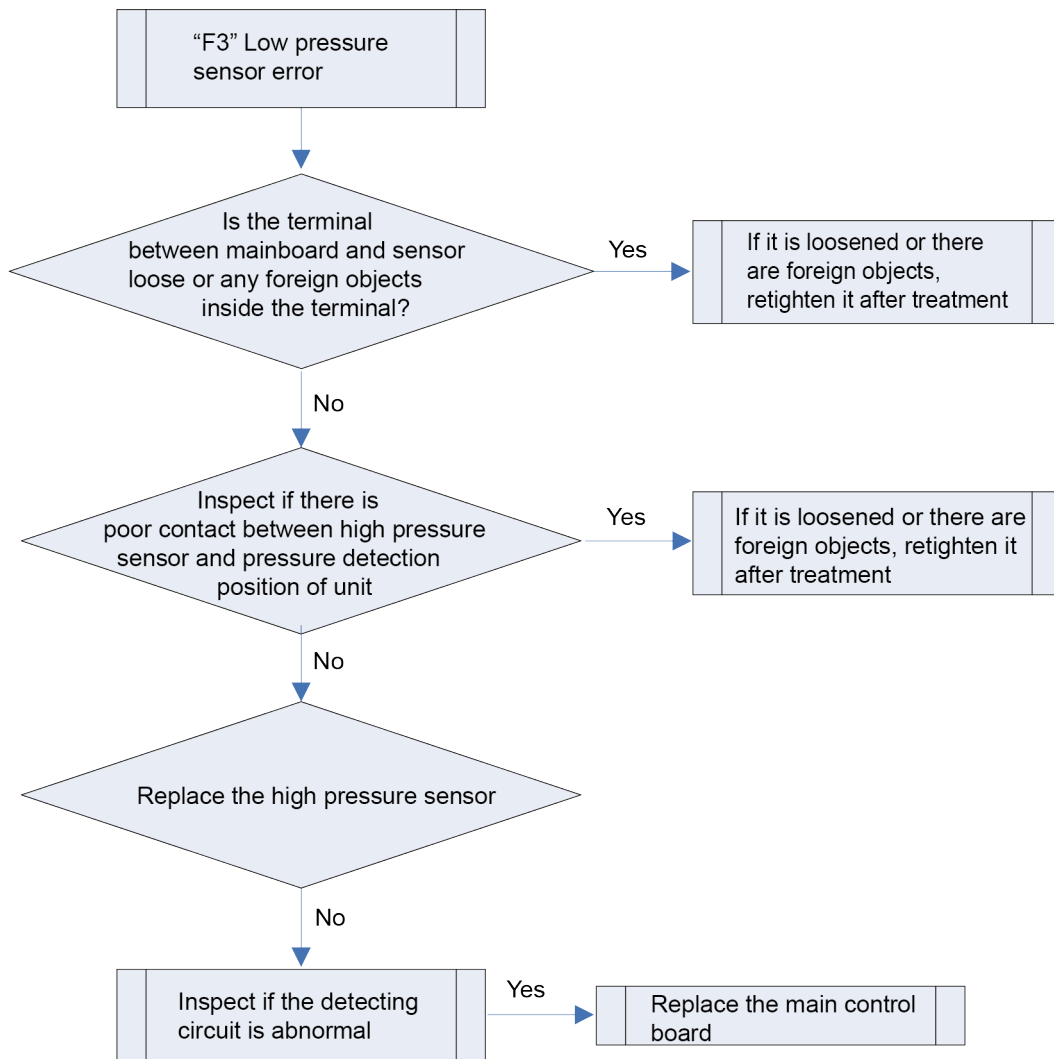 “F3” Low pressure
sensor error
Is the terminal
between mainboard and sensor
loose or any foreign objects
inside the terminal?
Yes
If it is loosened or there
are foreign objects,
retighten it after treatment
No
Inspect if there is
poor contact between high pressure
sensor and pressure detection
position of unit
Yes
If it is loosened or there are
foreign objects, retighten it
after treatment
No
Replace the high pressure sensor
No
Inspect if the detecting
circuit is abnormal
Yes
Replace the main control
board